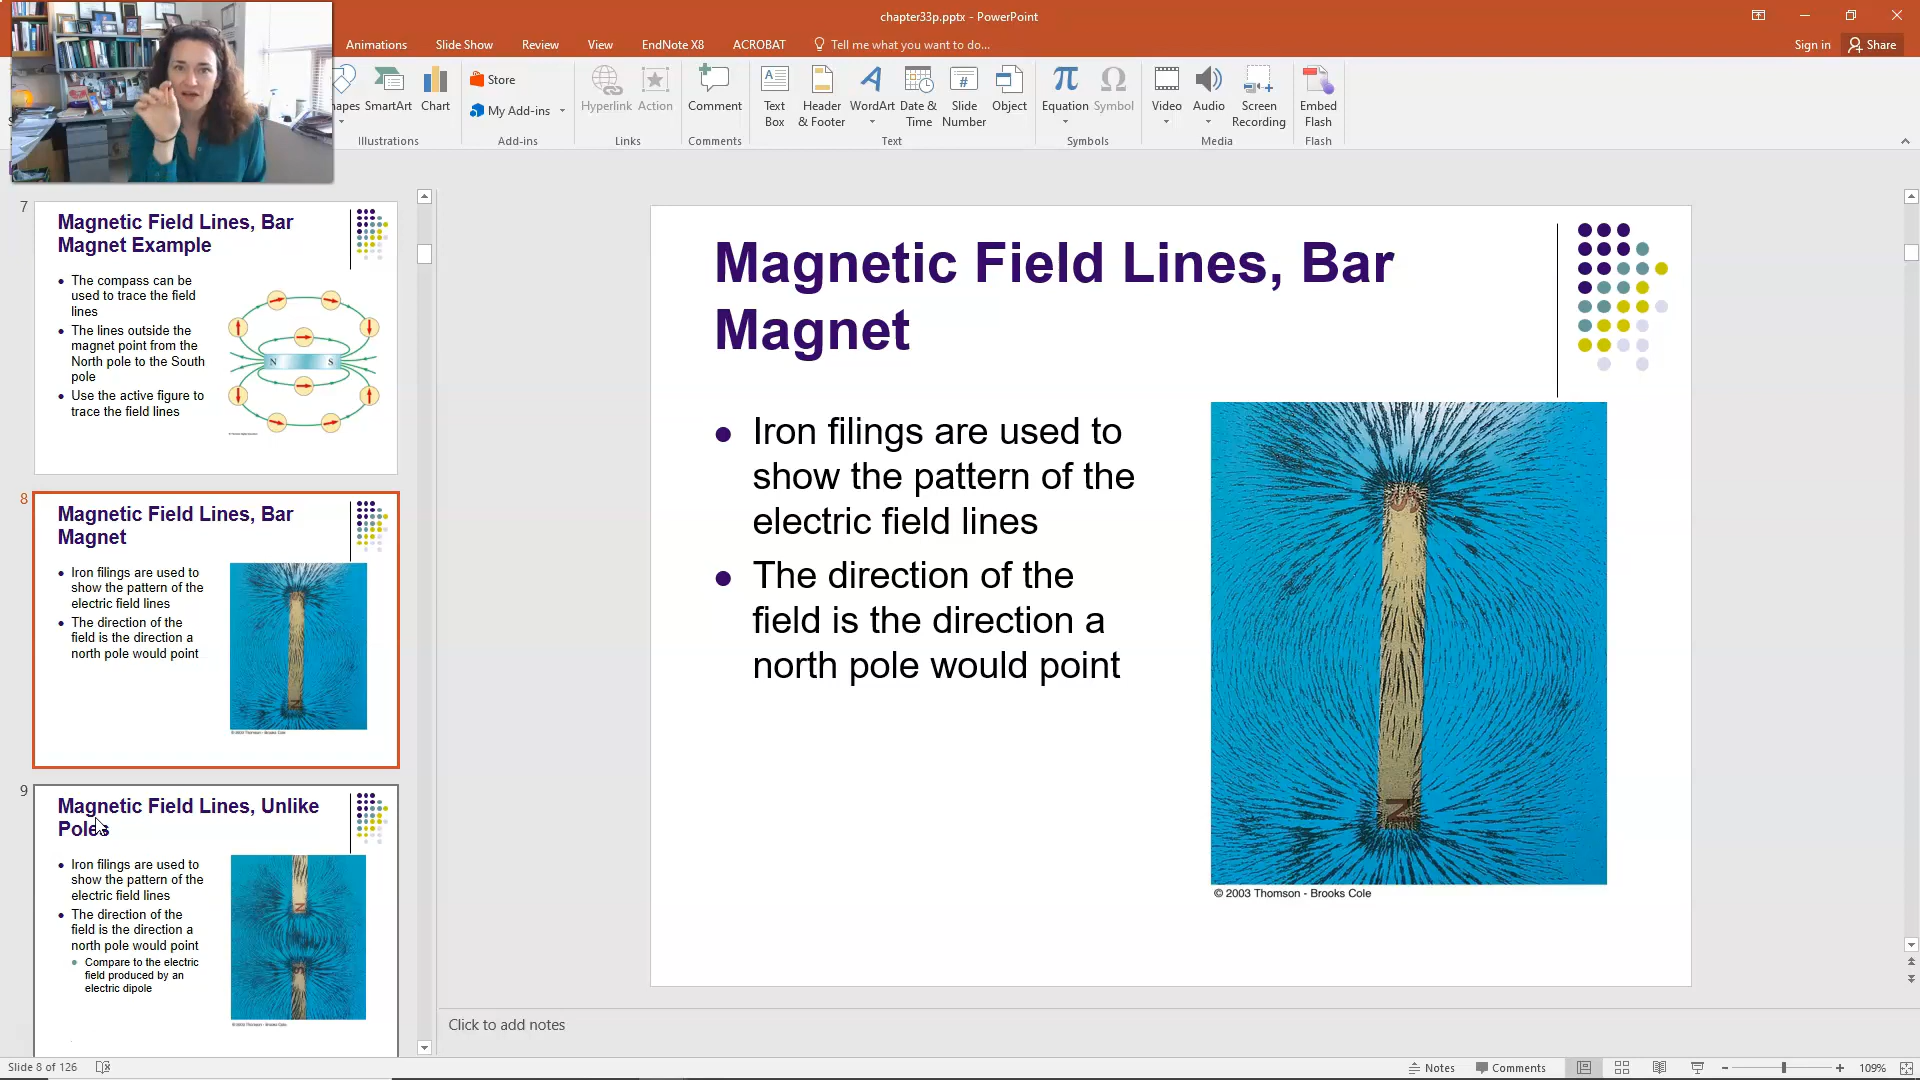 chapter33p.pptx - PowerPoint
Animations Slide Show Review View EndNote X8 ACROBAT Tell me what you want to do...
Sign in Share
SmartArt Chart
Illustrations
Store
My Add-ins
Add-ins
Hyperlink Action
Links
Comment
Comments
Text Box
Header & Footer
WordArt
Date & Time
Slide Number
Object
Text
Equation Symbol
Symbols
Video Audio Screen Recording
Media
Embed Flash
Flash
7
Magnetic Field Lines, Bar
Magnet Example
The compass can be
used to trace the field
lines
The lines outside the
magnet point from the
North pole to the South
pole
Use the active figure to
trace the field lines
N S
8
Magnetic Field Lines, Bar
Magnet
Iron filings are used to
show the pattern of the
electric field lines
The direction of the
field is the direction a
north pole would point
N
© 2003 Thomson - Brooks Cole
9
Magnetic Field Lines, Unlike
Poles
Iron filings are used to
show the pattern of the
electric field lines
The direction of the
field is the direction a
north pole would point
Compare to the electric
field produced by an
electric dipole
N
S
Magnetic Field Lines, Bar
Magnet
Iron filings are used to
show the pattern of the
electric field lines
The direction of the
field is the direction a
north pole would point
N
© 2003 Thomson - Brooks Cole
Click to add notes
Slide 8 of 126
Notes Comments 109%